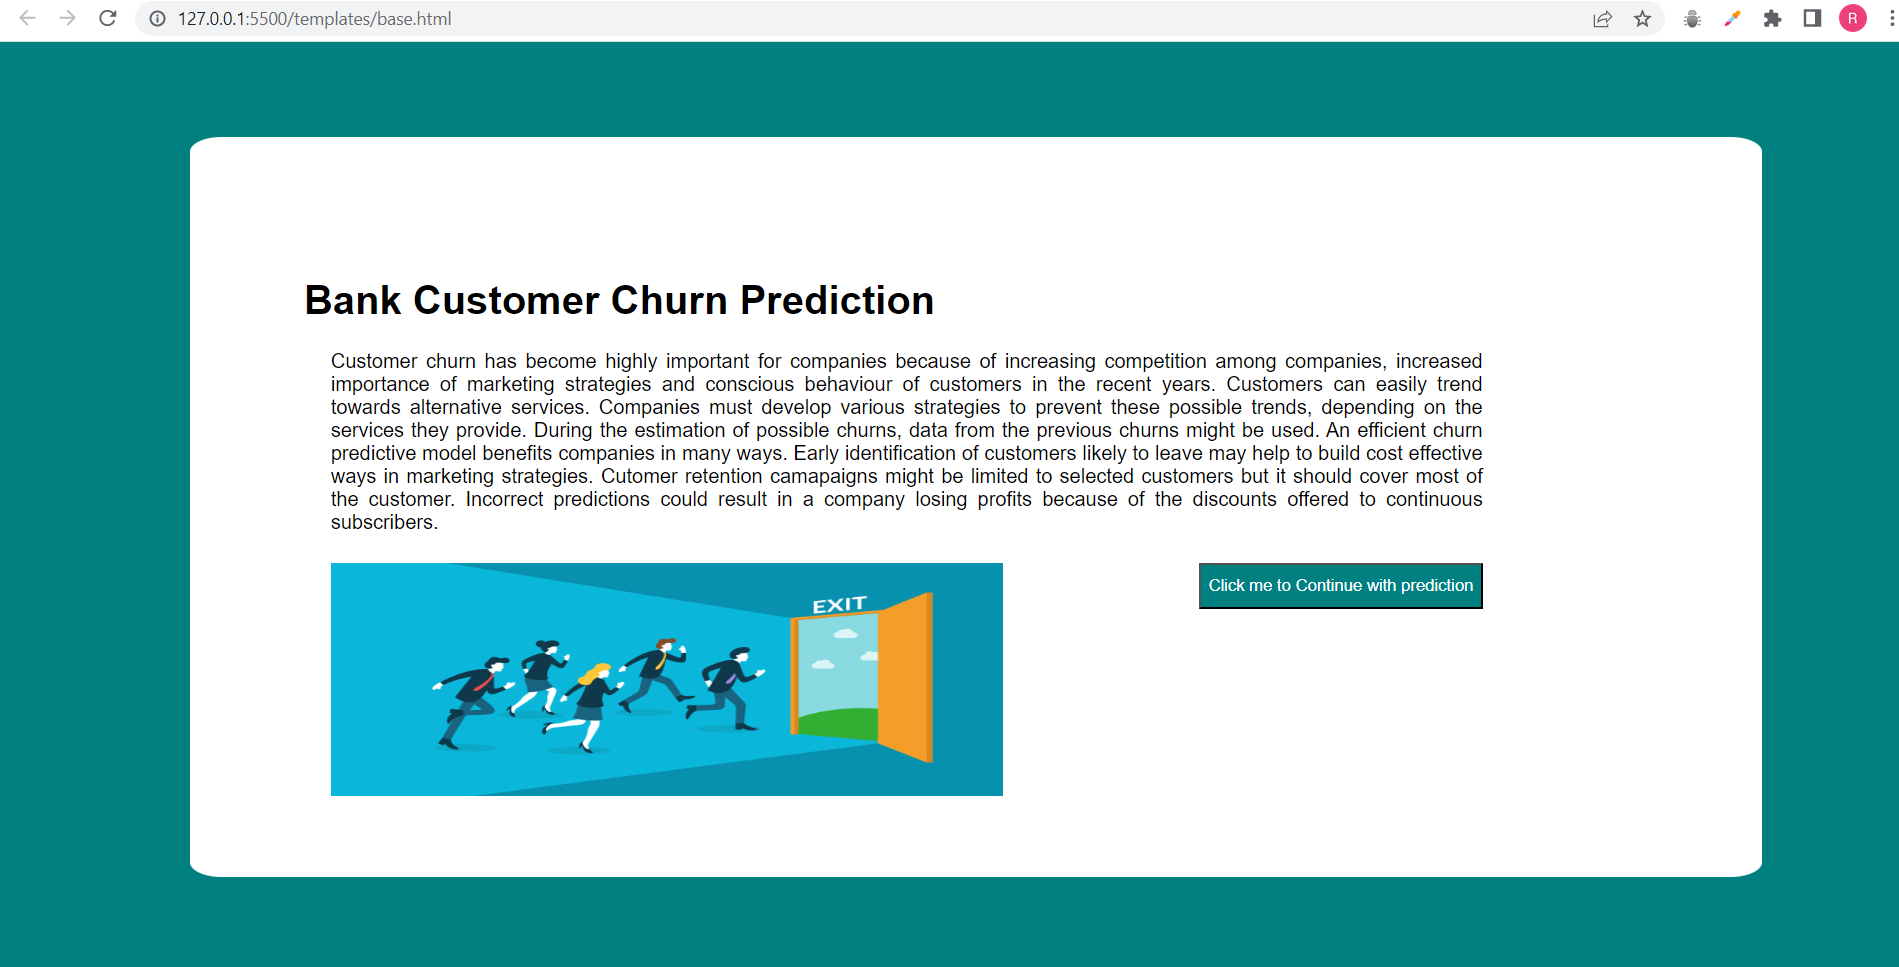 127.0.0.1:5500/templates/base.html
R
Bank Customer Churn Prediction
Customer churn has become highly important for companies because of increasing competition among companies, increased
importance of marketing strategies and conscious behaviour of customers in the recent years. Customers can easily trend
towards alternative services. Companies must develop various strategies to prevent these possible trends, depending on the
services they provide. During the estimation of possible churns, data from the previous churns might be used. An efficient churn
predictive model benefits companies in many ways. Early identification of customers likely to leave may help to build cost effective
ways in marketing strategies. Cutomer retention camapaigns might be limited to selected customers but it should cover most of
the customer. Incorrect predictions could result in a company losing profits because of the discounts offered to continuous
subscribers.
EXIT
Click me to Continue with prediction